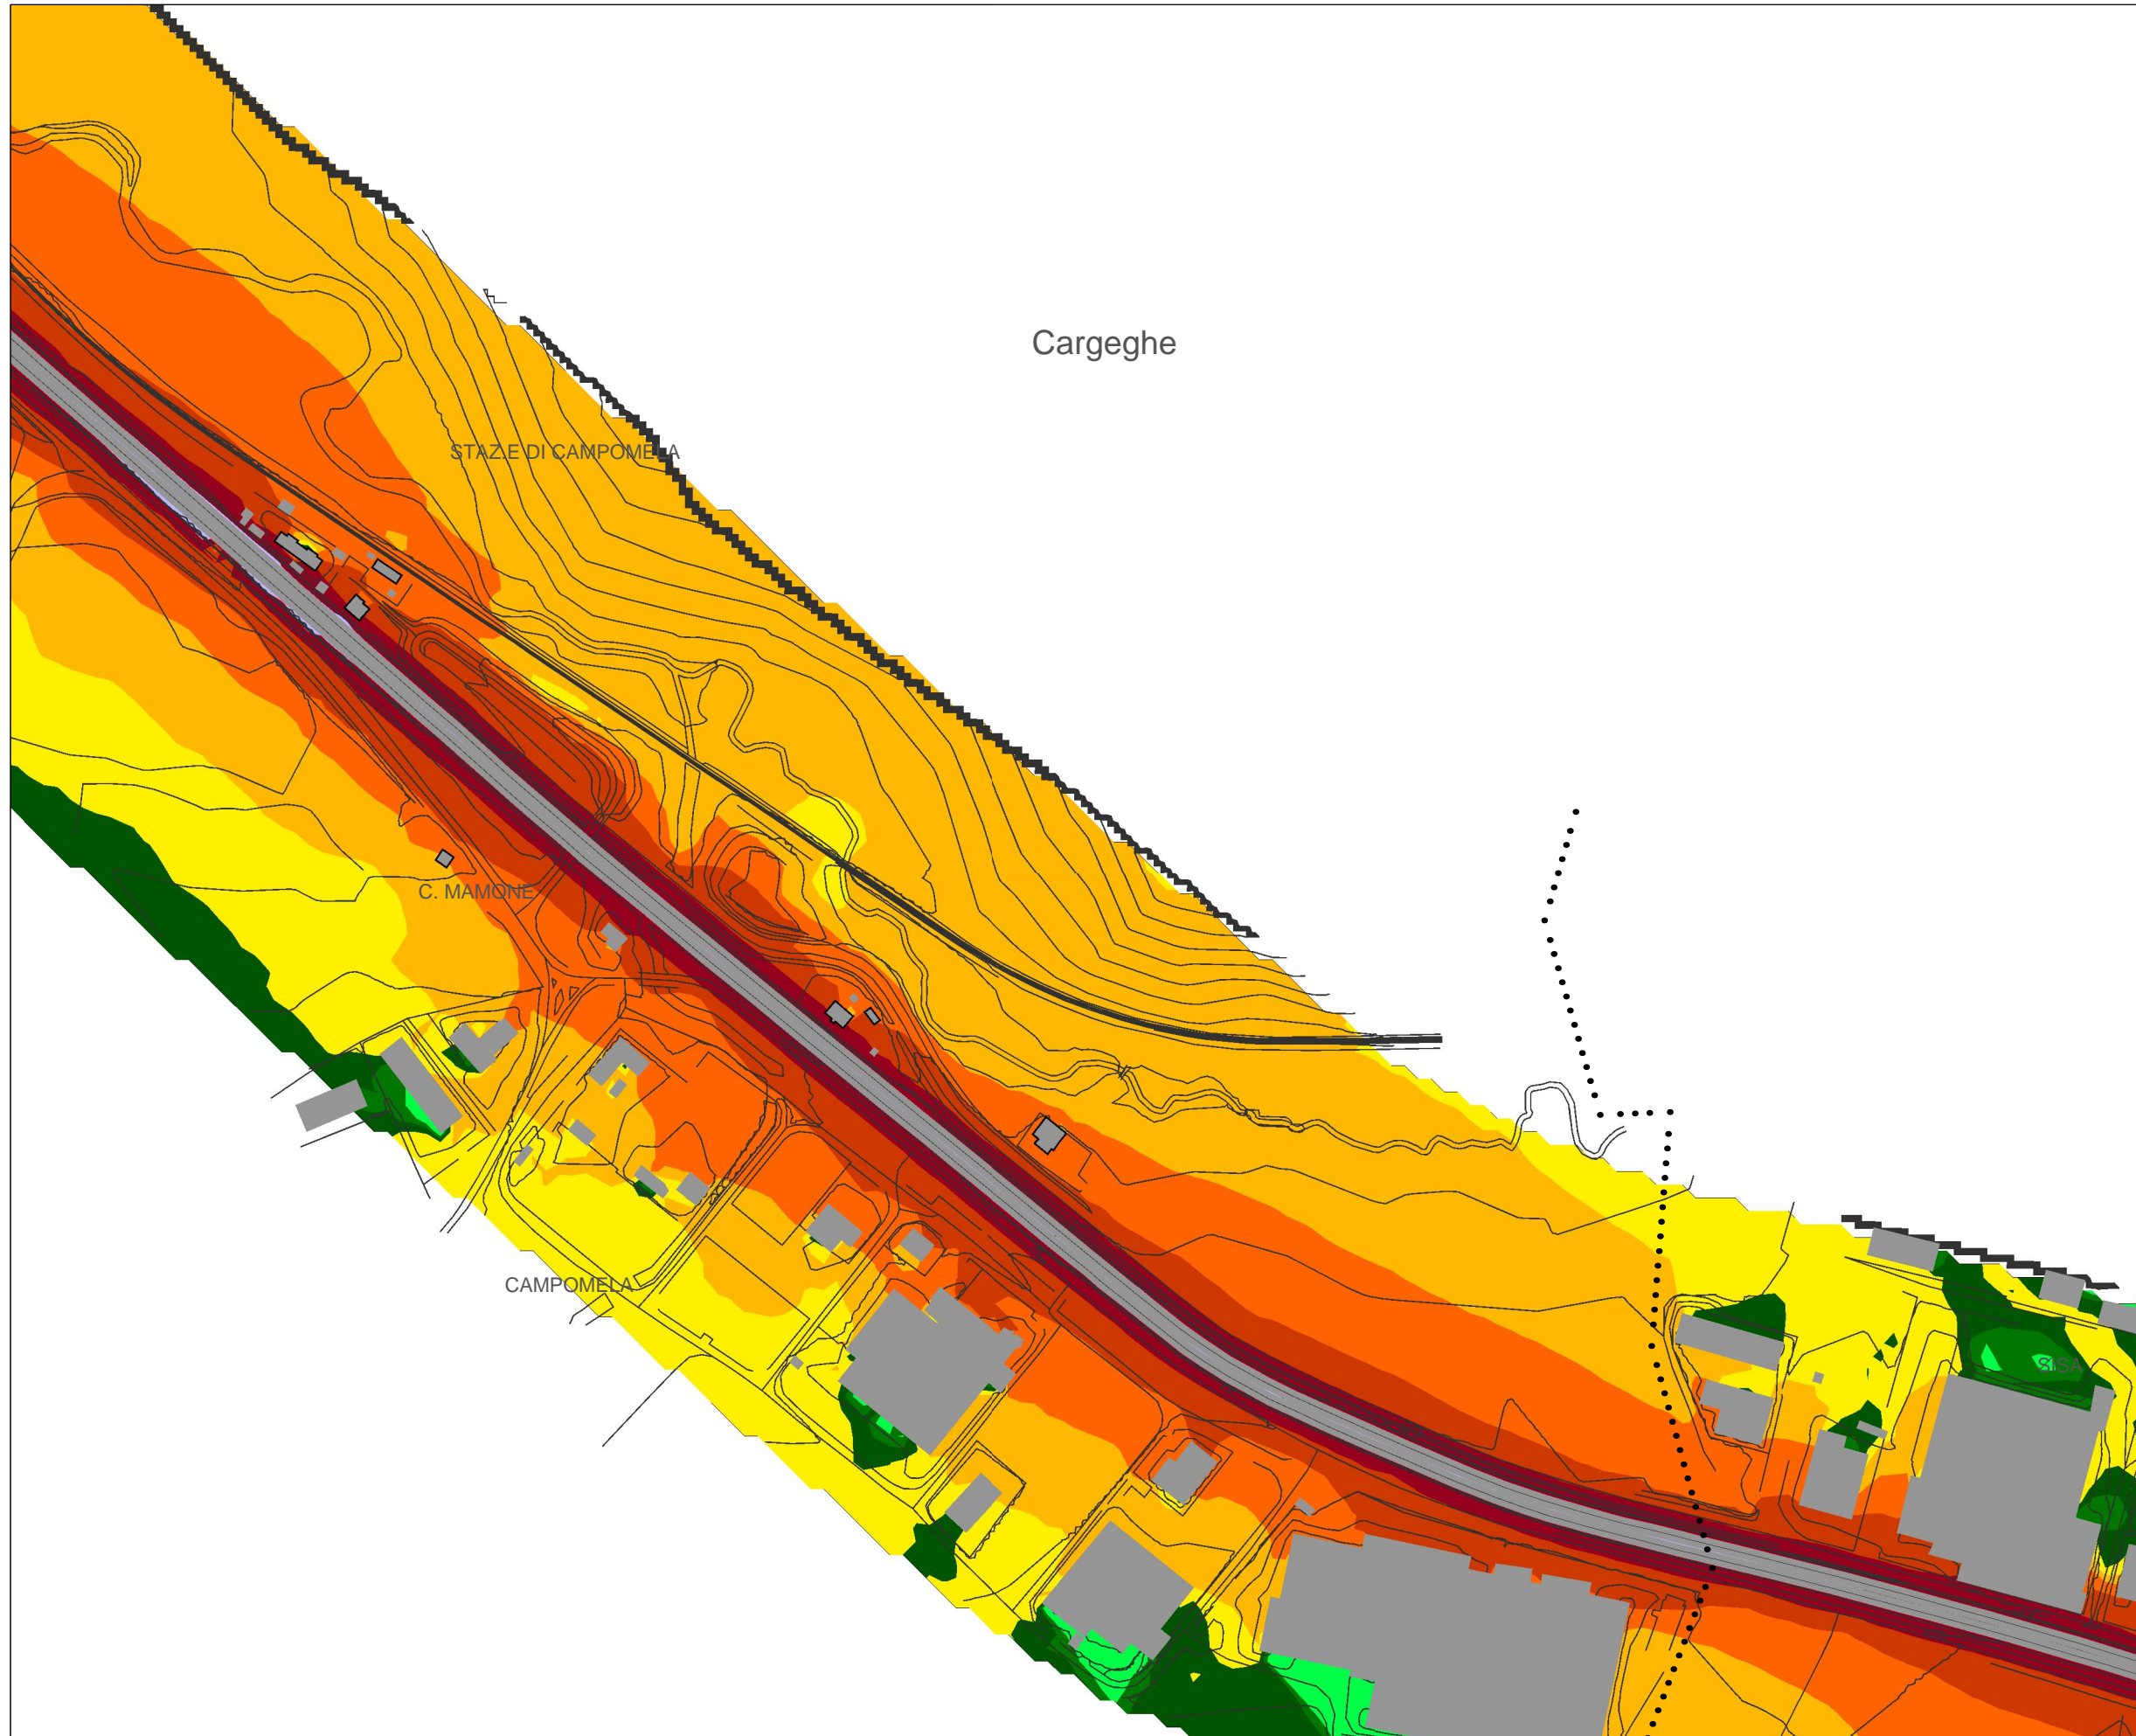 Cargeghe
STAZ.E DI CAMPOMELA
C. MAMONE
CAMPOMELA
SISA